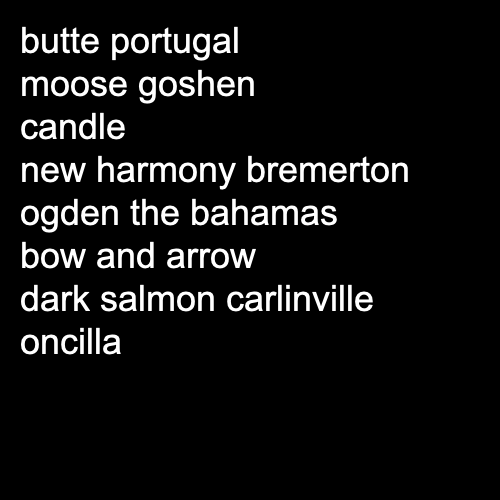 butte portugal
moose goshen
candle
new harmony bremerton
ogden the bahamas
bow and arrow
dark salmon carlinville
oncilla